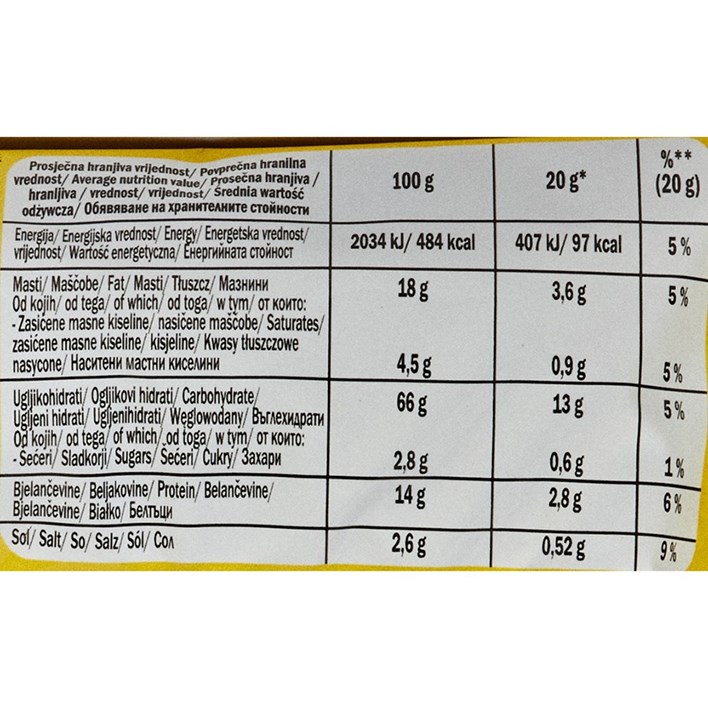 Prosječna hranjiva vrijednost/ Povprečna hranilna
vrednost/ Average nutrition value/ Prosečna hranjiva /
hranljiva / vrednost/ vrijednost/ Średnia wartość
odżywcza/ Обявяване на хранителните стойности
100 g
20 g*
%**
(20 g)
Energija/ Energijska vrednost/ Energy/ Energetska vrednost/
vrijednost/ Wartość energetyczna/ Енергийната стойност
2034 kJ/ 484 kcal
407 kJ/ 97 kcal
5%
Masti/ Maščobe/ Fat/ Masti/ Tłuszcz/ Мазнини
18 g
3,6 g
5%
Od kojih/ od tega/ of which/ od toga/ w tym/ от които:
- Zasićene masne kiseline/ nasičene maščobe/ Saturates/
zasićene masne kiseline/ kisjeline/ Kwasy tłuszczowe
nasycone/ Наситени мастни киселини
4,5 g
0,9 g
5%
Ugljikohidrati/ Ogljikovi hidrati/ Carbohydrate/
Ugljeni hidrati/ Ugljenihidrati/ Węglowodany/ Въглехидрати
66 g
13 g
5%
Od kojih/ od tega/ of which/ od toga/ w tym/ от които:
- Sećeri/ Sladkorji/ Sugars/ Šećeri/ Cukry/ Захари
2,8 g
0,6 g
1%
Bjelančevine/ Beljakovine/ Protein/ Belančevine/
Bjelančevine/ Białko/ Белтъци
14 g
2,8 g
6%
Sol/ Salt/ So/ Salz/ Sól/ Сол
2,6 g
0,52 g
9%